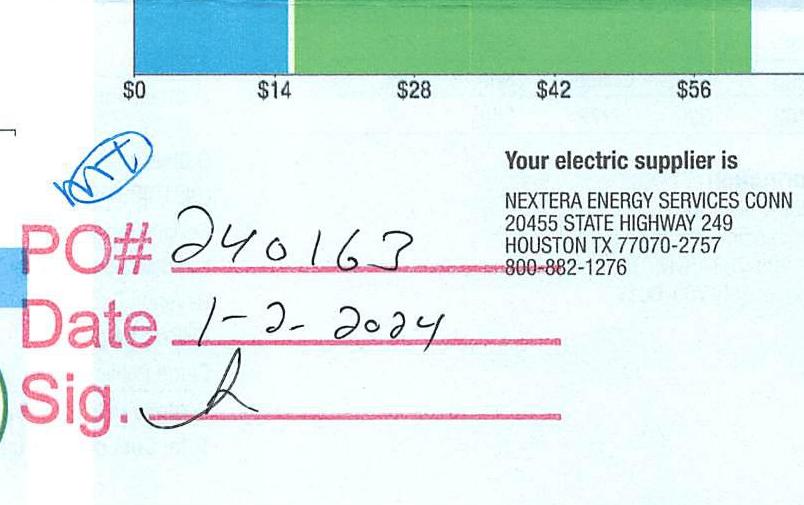 $0 $14 $28 $42 $56
mt
Your electric supplier is
NEXTERA ENERGY SERVICES CONN
20455 STATE HIGHWAY 249
HOUSTON TX 77070-2757
800-882-1276
PO# 240163
Date 1-2-2024
Sig.